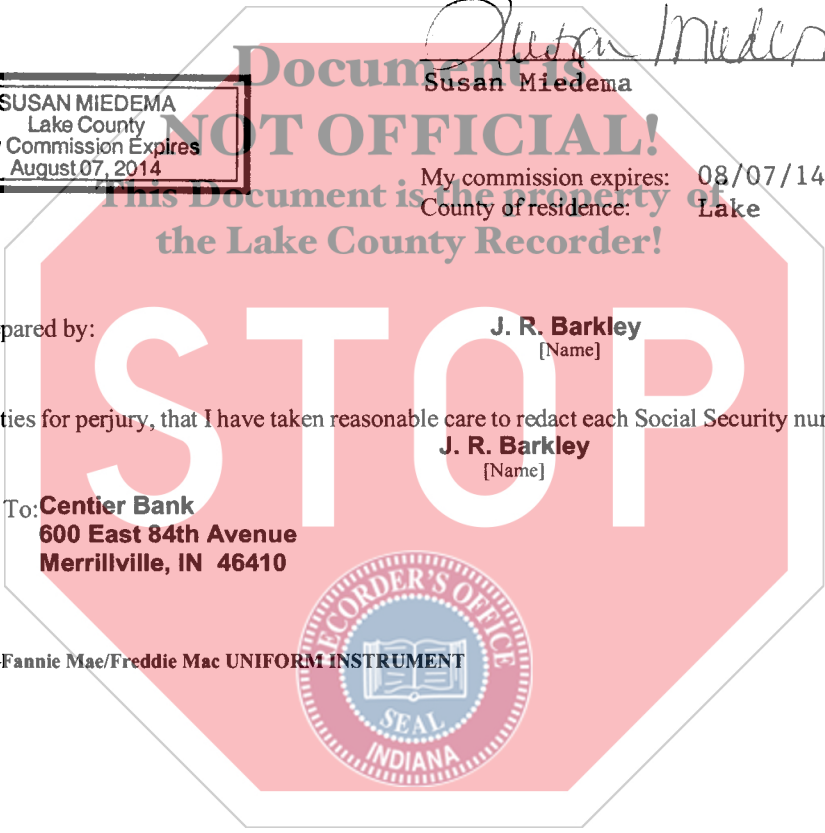 Susan Miedema
Document is
Susan Miedema
NOT OFFICIAL!
SUSAN MIEDEMA
Lake County
Commission Expires
August 07, 2014
My commission expires: 08/07/14
This Document is the property of
County of residence: Lake
the Lake County Recorder!
STOP
pared by:
J. R. Barkley
[Name]
ties for perjury, that I have taken reasonable care to redact each Social Security nu
J. R. Barkley
[Name]
To: Centier Bank
600 East 84th Avenue
Merrillville, IN 46410
Fannie Mae/Freddie Mac UNIFORM INSTRUMENT
RECORDER'S OFFICE
SEAL
INDIANA